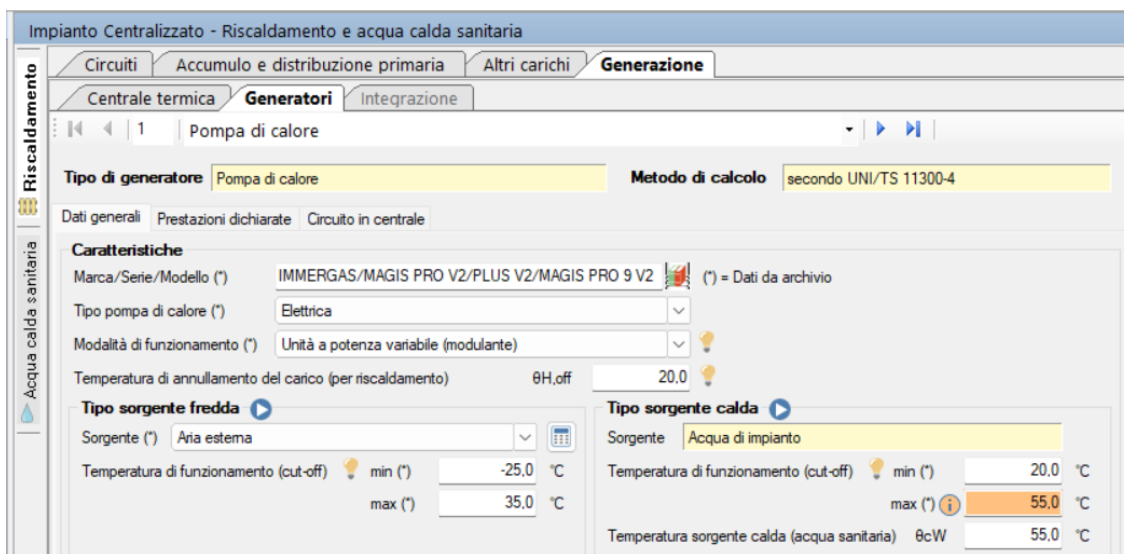 Impianto Centralizzato - Riscaldamento e acqua calda sanitaria
Riscaldamento
Acqua calda sanitaria
Circuiti Accumulo e distribuzione primaria Altri carichi Generazione
Centrale termica Generatori Integrazione
1 Pompa di calore
Tipo di generatore Pompa di calore Metodo di calcolo secondo UNI/TS 11300-4
Dati generali Prestazioni dichiarate Circuito in centrale
Caratteristiche
Marca/Serie/Modello (*) IMMERGAS/MAGIS PRO V2/PLUS V2/MAGIS PRO 9 V2 (*) = Dati da archivio
Tipo pompa di calore (*) Elettrica
Modalità di funzionamento (*) Unità a potenza variabile (modulante)
Temperatura di annullamento del carico (per riscaldamento) θH,off 20,0
Tipo sorgente fredda Tipo sorgente calda
Sorgente (*) Aria esterna Sorgente Acqua di impianto
Temperatura di funzionamento (cut-off) min (*) -25,0 °C Temperatura di funzionamento (cut-off) min (*) 20,0 °C
max (*) 35,0 °C max (*) 55,0 °C
Temperatura sorgente calda (acqua sanitaria) θcW 55,0 °C